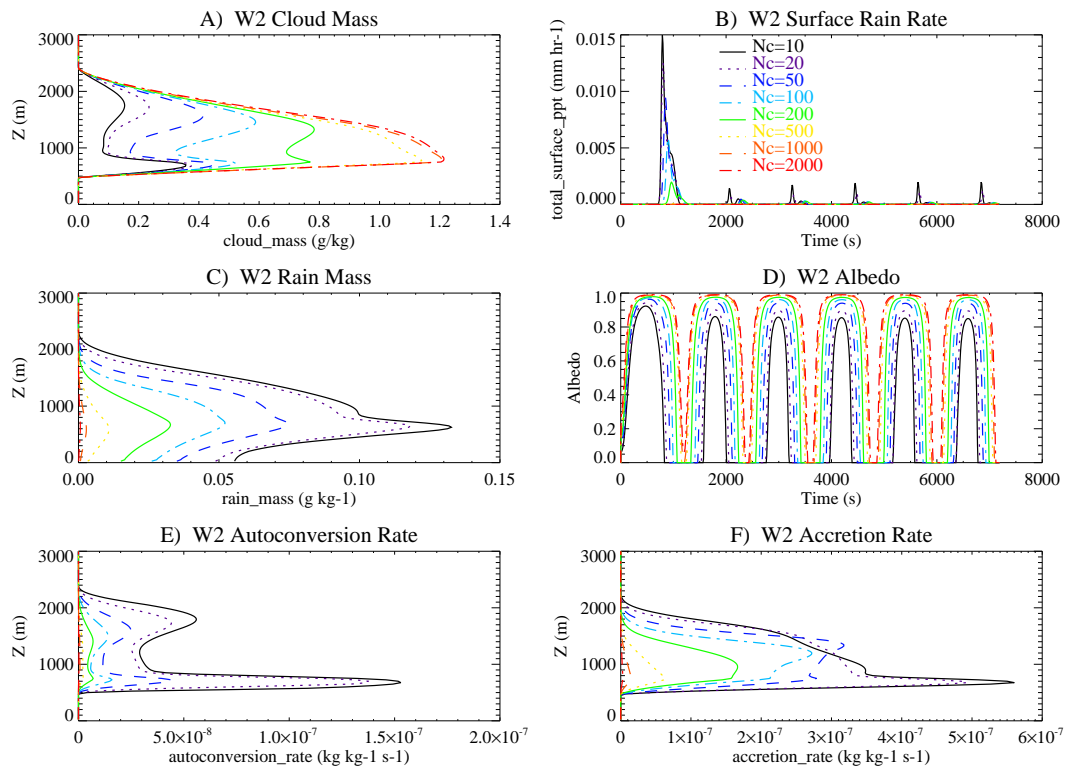 A)  W2 Cloud Mass
Z (m)
3000
2000
1000
0
0.0 0.2 0.4 0.6 0.8 1.0 1.2 1.4
cloud_mass (g/kg)
B)  W2 Surface Rain Rate
total_surface_ppt (mm hr-1)
0.015
0.010
0.005
0.000
Nc=10
Nc=20
Nc=50
Nc=100
Nc=200
Nc=500
Nc=1000
Nc=2000
0 2000 4000 6000 8000
Time (s)
C)  W2 Rain Mass
Z (m)
3000
2000
1000
0
0.00 0.05 0.10 0.15
rain_mass (g kg-1)
D)  W2 Albedo
Albedo
1.0
0.8
0.6
0.4
0.2
0.0
0 2000 4000 6000 8000
Time (s)
E)  W2 Autoconversion Rate
Z (m)
3000
2000
1000
0
0 5.0×10⁻⁸ 1.0×10⁻⁷ 1.5×10⁻⁷ 2.0×10⁻⁷
autoconversion_rate (kg kg-1 s-1)
F)  W2 Accretion Rate
Z (m)
3000
2000
1000
0
0 1×10⁻⁷ 2×10⁻⁷ 3×10⁻⁷ 4×10⁻⁷ 5×10⁻⁷ 6×10⁻⁷
accretion_rate (kg kg-1 s-1)